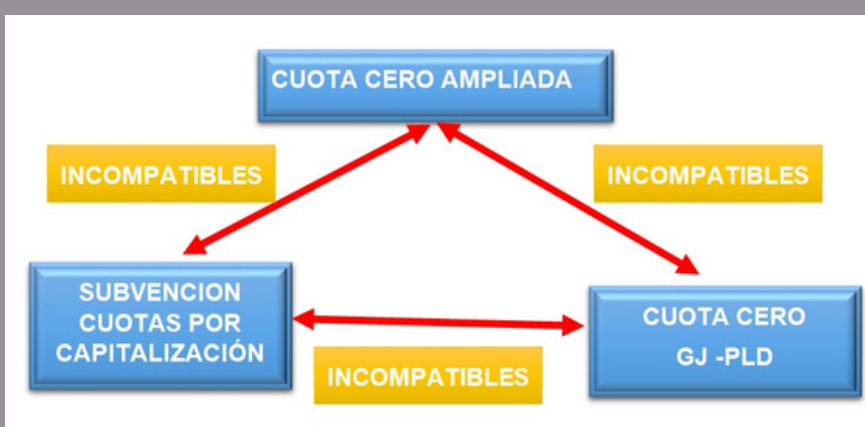 CUOTA CERO AMPLIADA
INCOMPATIBLES
INCOMPATIBLES
SUBVENCION
CUOTAS POR
CAPITALIZACIÓN
CUOTA CERO
GJ -PLD
INCOMPATIBLES